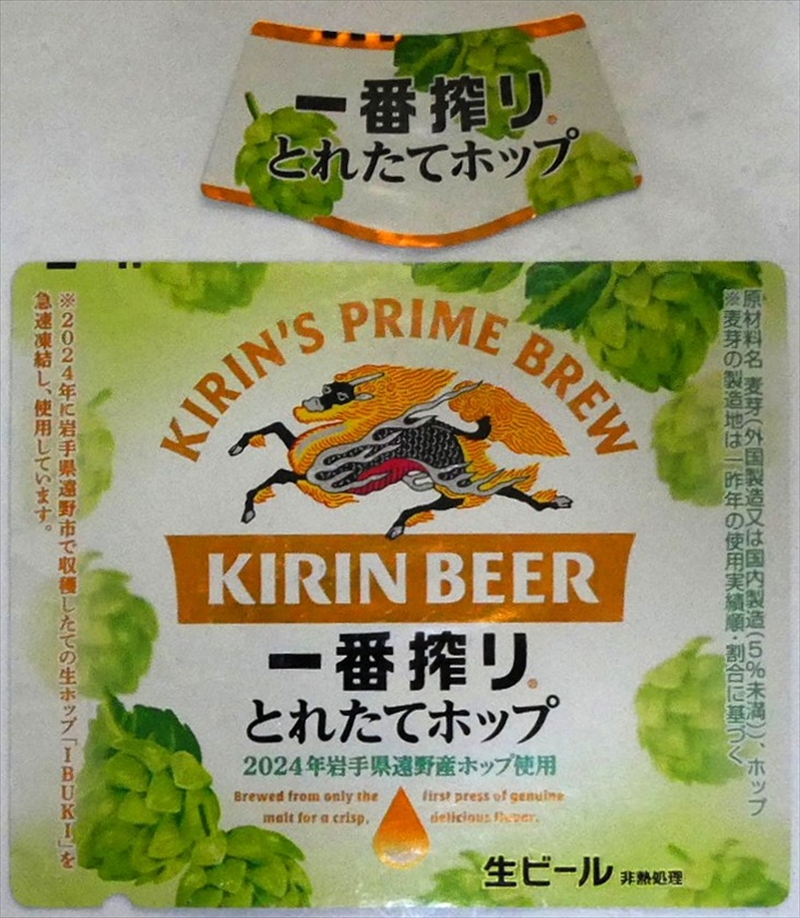 一番搾り®
とれたてホップ
原材料名 麦芽(外国製造又は国内製造(5%未満))、ホップ
※麦芽の製造地は一昨年の使用実績順・割合に基づく
KIRIN'S PRIME BREW
KIRIN BEER
一番搾り®
とれたてホップ
2024年岩手県遠野産ホップ使用
Brewed from only the first press of genuine
malt for a crisp, delicious flavor.
生ビール 非熱処理
※2024年に岩手県遠野市で収穫したての生ホップ「IBUKI」を
急速凍結し、使用しています。